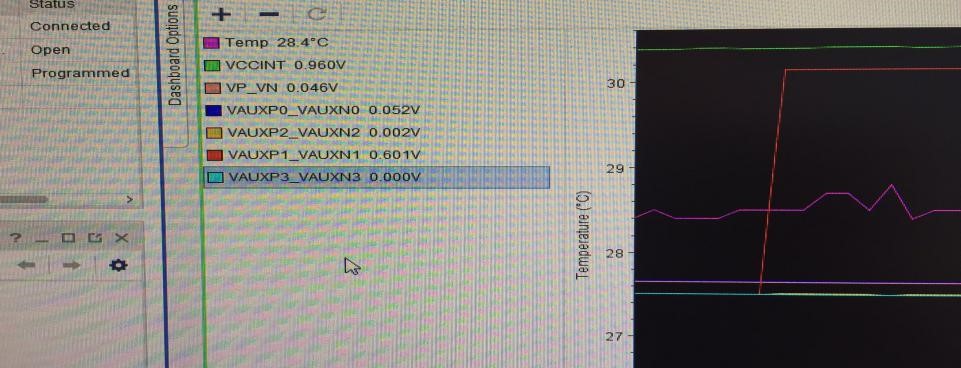 Status
Connected
Open
Programmed
Dashboard Options
Temp 28.4°C
VCCINT 0.960V
VP_VN 0.046V
VAUXP0_VAUXN0 0.052V
VAUXP2_VAUXN2 0.002V
VAUXP1_VAUXN1 0.601V
VAUXP3_VAUXN3 0.000V
Temperature (°C)
30
29
28
27